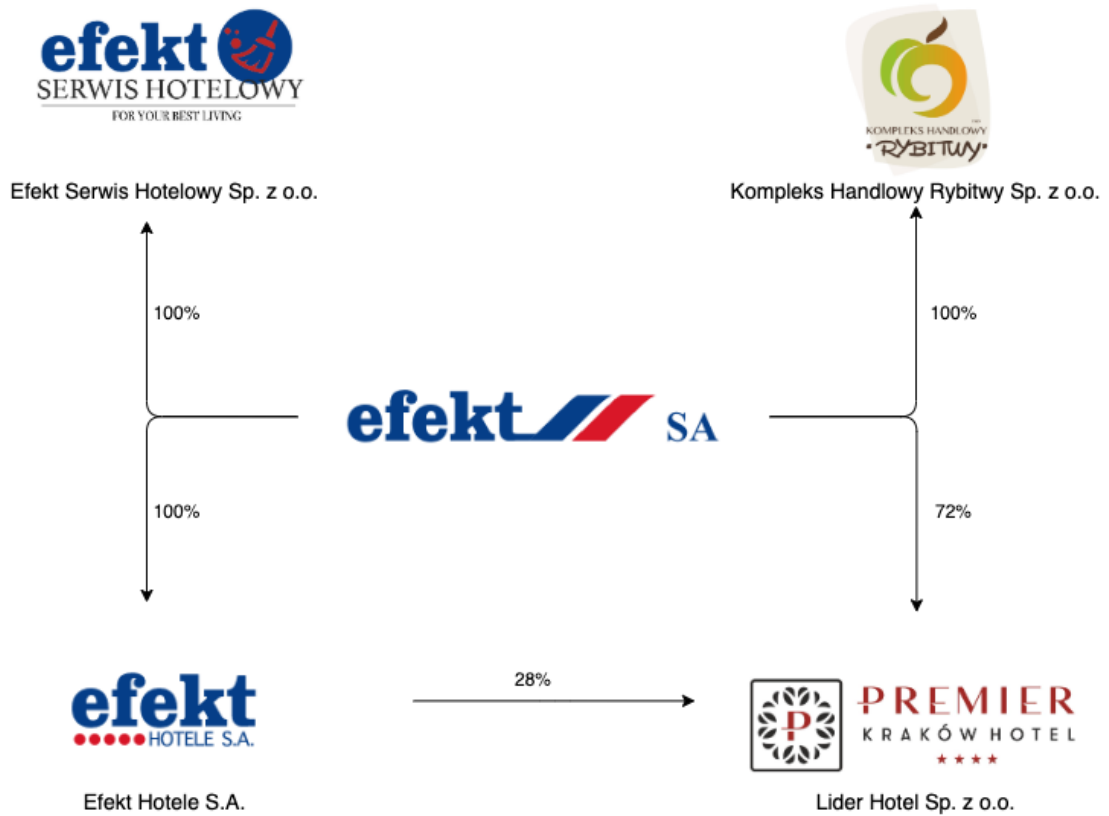 efekt
SERWIS HOTELOWY
FOR YOUR BEST LIVING
Efekt Serwis Hotelowy Sp. z o.o.
KOMPLEKS HANDLOWY
RYBITWY
Kompleks Handlowy Rybitwy Sp. z o.o.
100%
100%
efekt SA
100%
72%
efekt
HOTELE S.A.
Efekt Hotele S.A.
28%
P
PREMIER
KRAKÓW HOTEL
Lider Hotel Sp. z o.o.